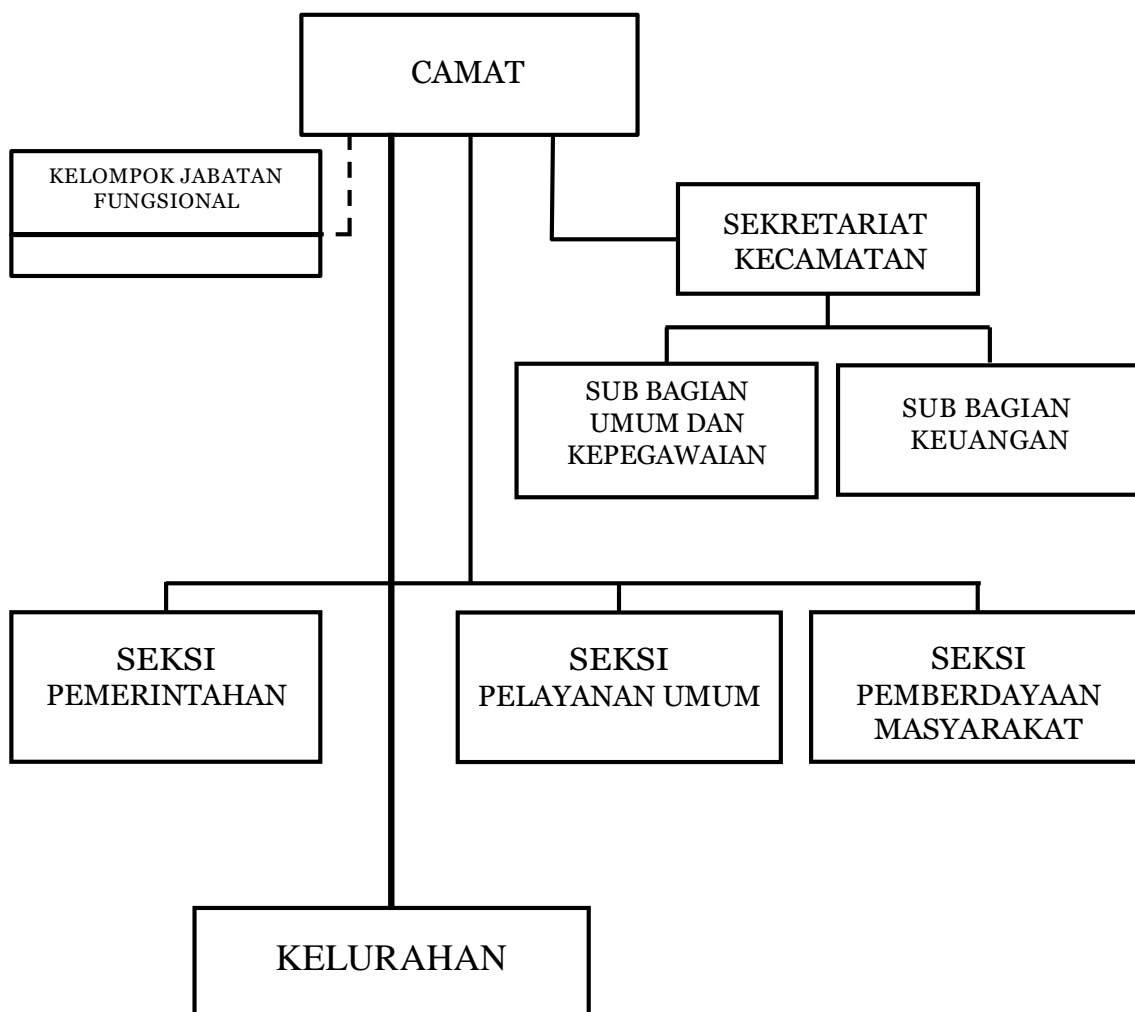 CAMAT
KELOMPOK JABATAN
FUNGSIONAL
SEKRETARIAT
KECAMATAN
SUB BAGIAN
UMUM DAN
KEPEGAWAIAN
SUB BAGIAN
KEUANGAN
SEKSI
PEMERINTAHAN
SEKSI
PELAYANAN UMUM
SEKSI
PEMBERDAYAAN
MASYARAKAT
KELURAHAN